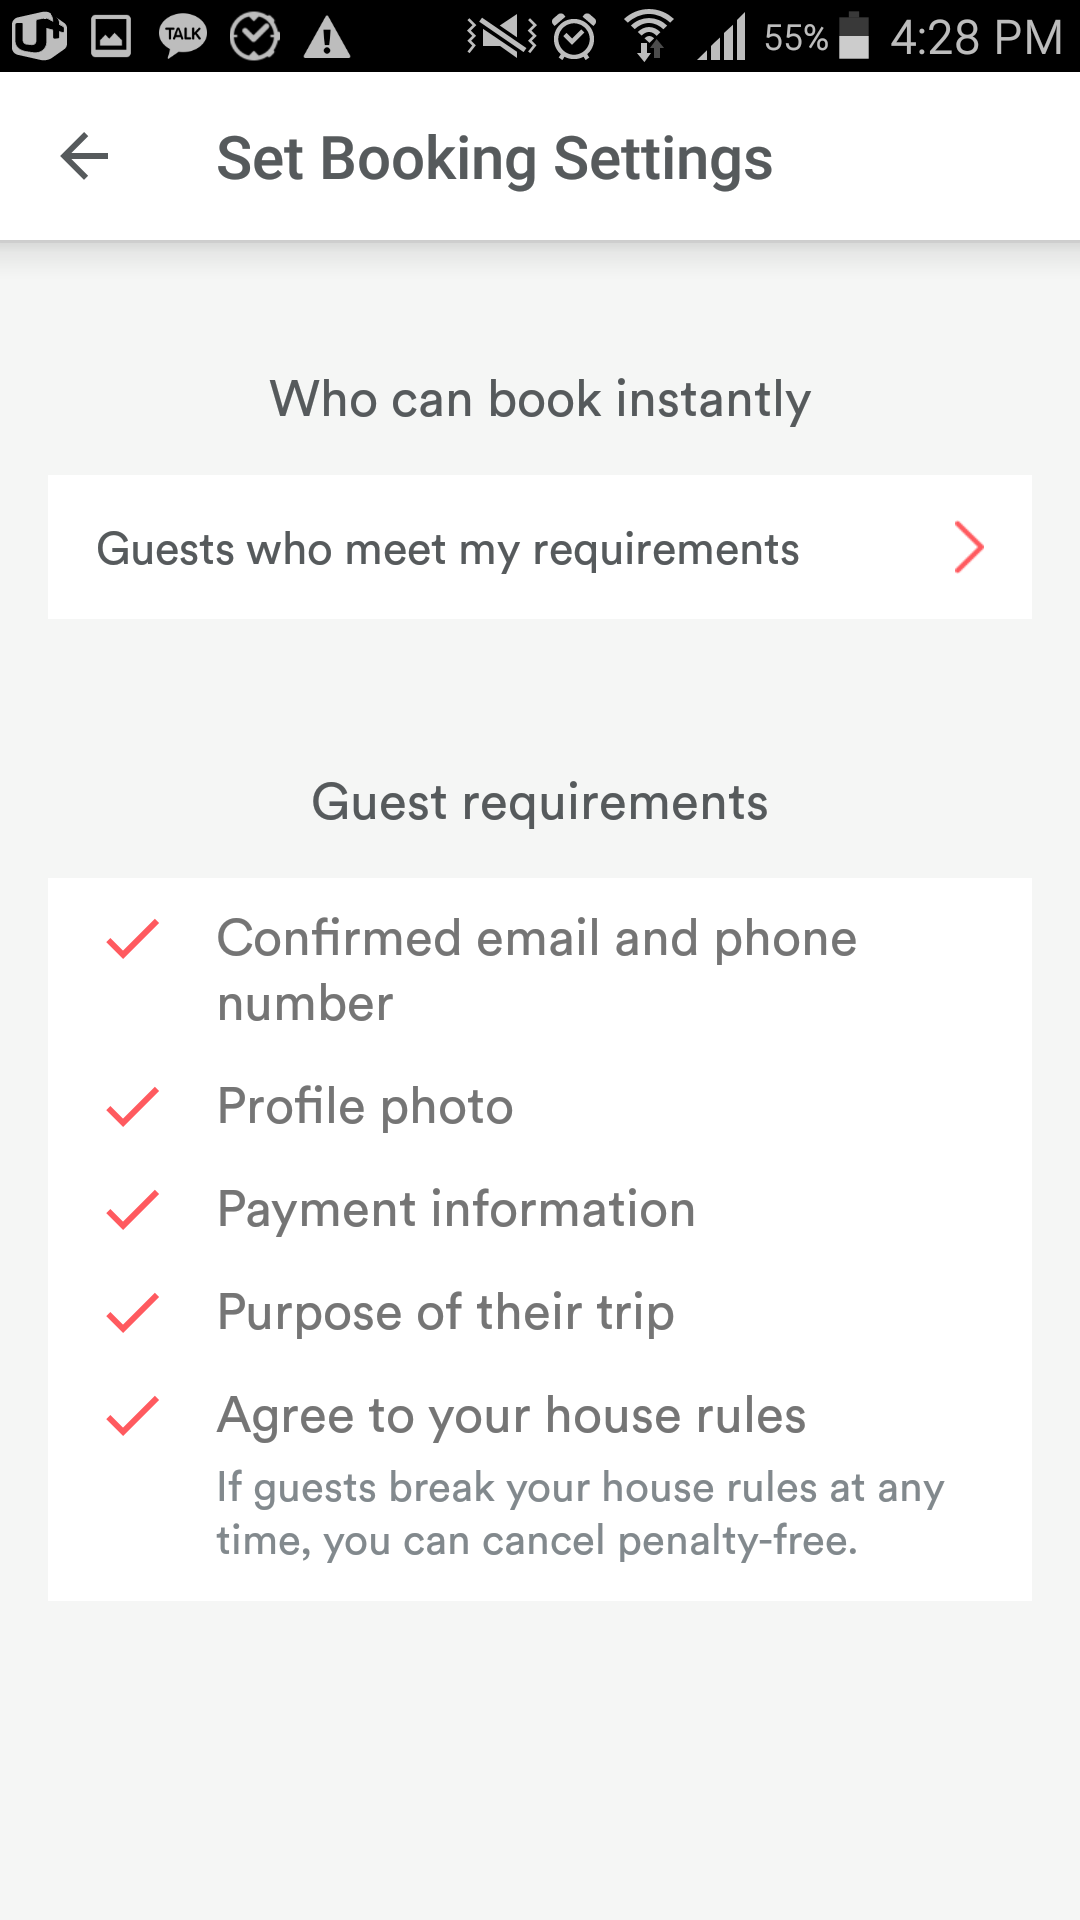 U+
TALK
55%
4:28 PM
Set Booking Settings
Who can book instantly
Guests who meet my requirements
Guest requirements
Confirmed email and phone
number
Profile photo
Payment information
Purpose of their trip
Agree to your house rules
If guests break your house rules at any
time, you can cancel penalty-free.